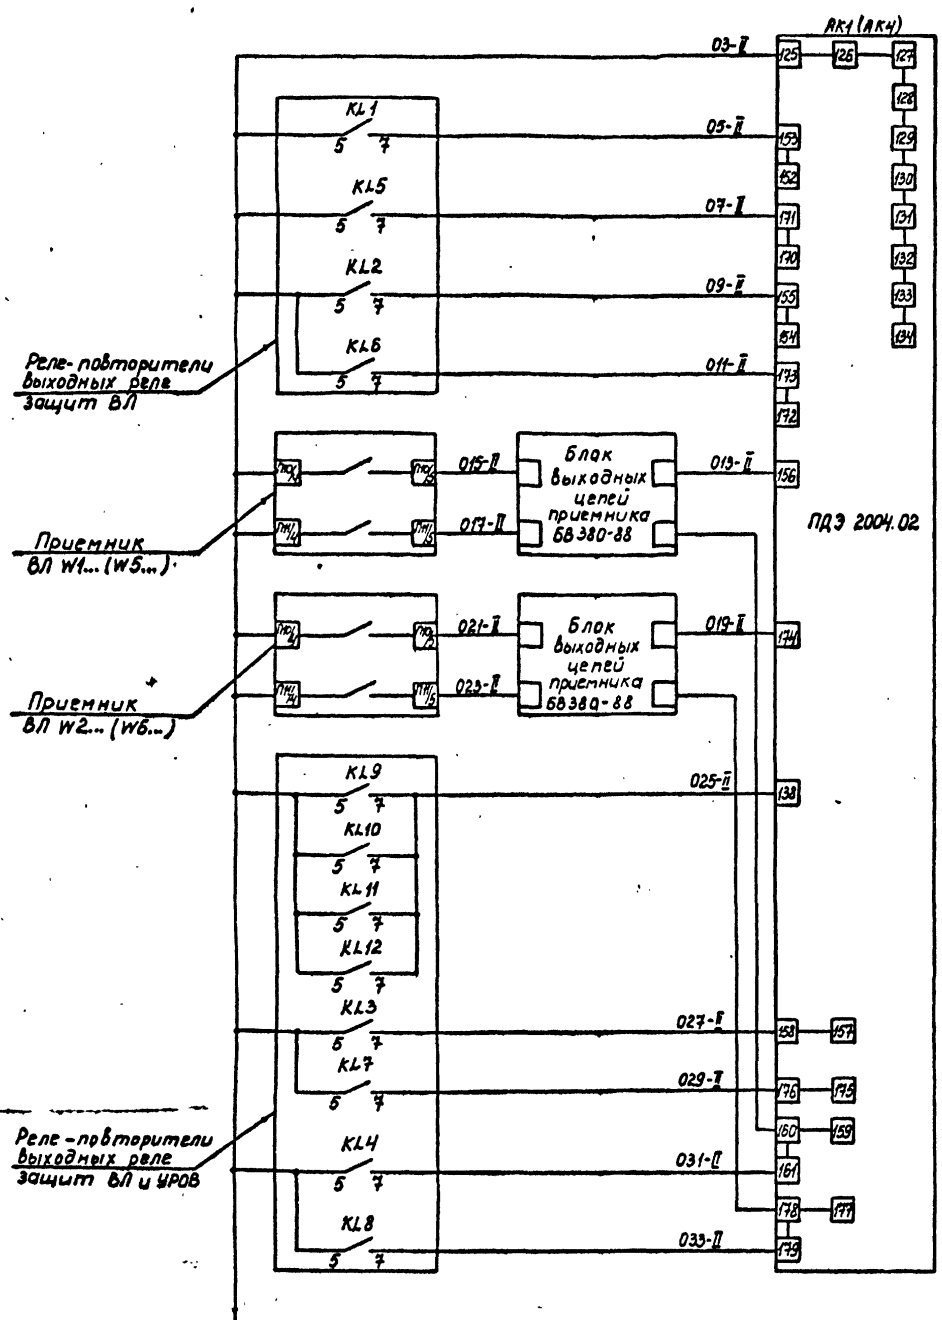 АК1 (АК4)
03-II
125
126
127
128
KL1
5 7
05-II
153
129
152
130
KL5
5 7
07-II
171
131
170
132
KL2
5 7
09-II
155
133
154
134
KL6
5 7
011-II
173
172
Реле-повторители
выходных реле
защит ВЛ
015-II
Блок
выходных
цепей
приемника
БВ380-88
013-II
156
017-II
ПДЭ 2004.02
Приемник
ВЛ W1... (W5...)
021-II
Блок
выходных
цепей
приемника
БВ380-88
019-II
174
023-II
Приемник
ВЛ W2... (W6...)
KL9
5 7
025-II
138
KL10
5 7
KL11
5 7
KL12
5 7
KL3
5 7
027-II
158
157
KL7
5 7
029-II
176
175
160
159
Реле-повторители
выходных реле
защит ВЛ и УРОВ
KL4
5 7
031-II
161
178
177
KL8
5 7
033-II
179